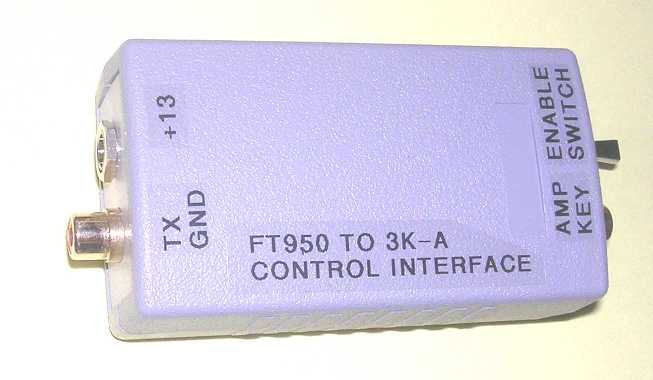 +13
TX
GND
FT950 TO 3K-A
CONTROL INTERFACE
ENABLE
SWITCH
AMP
KEY